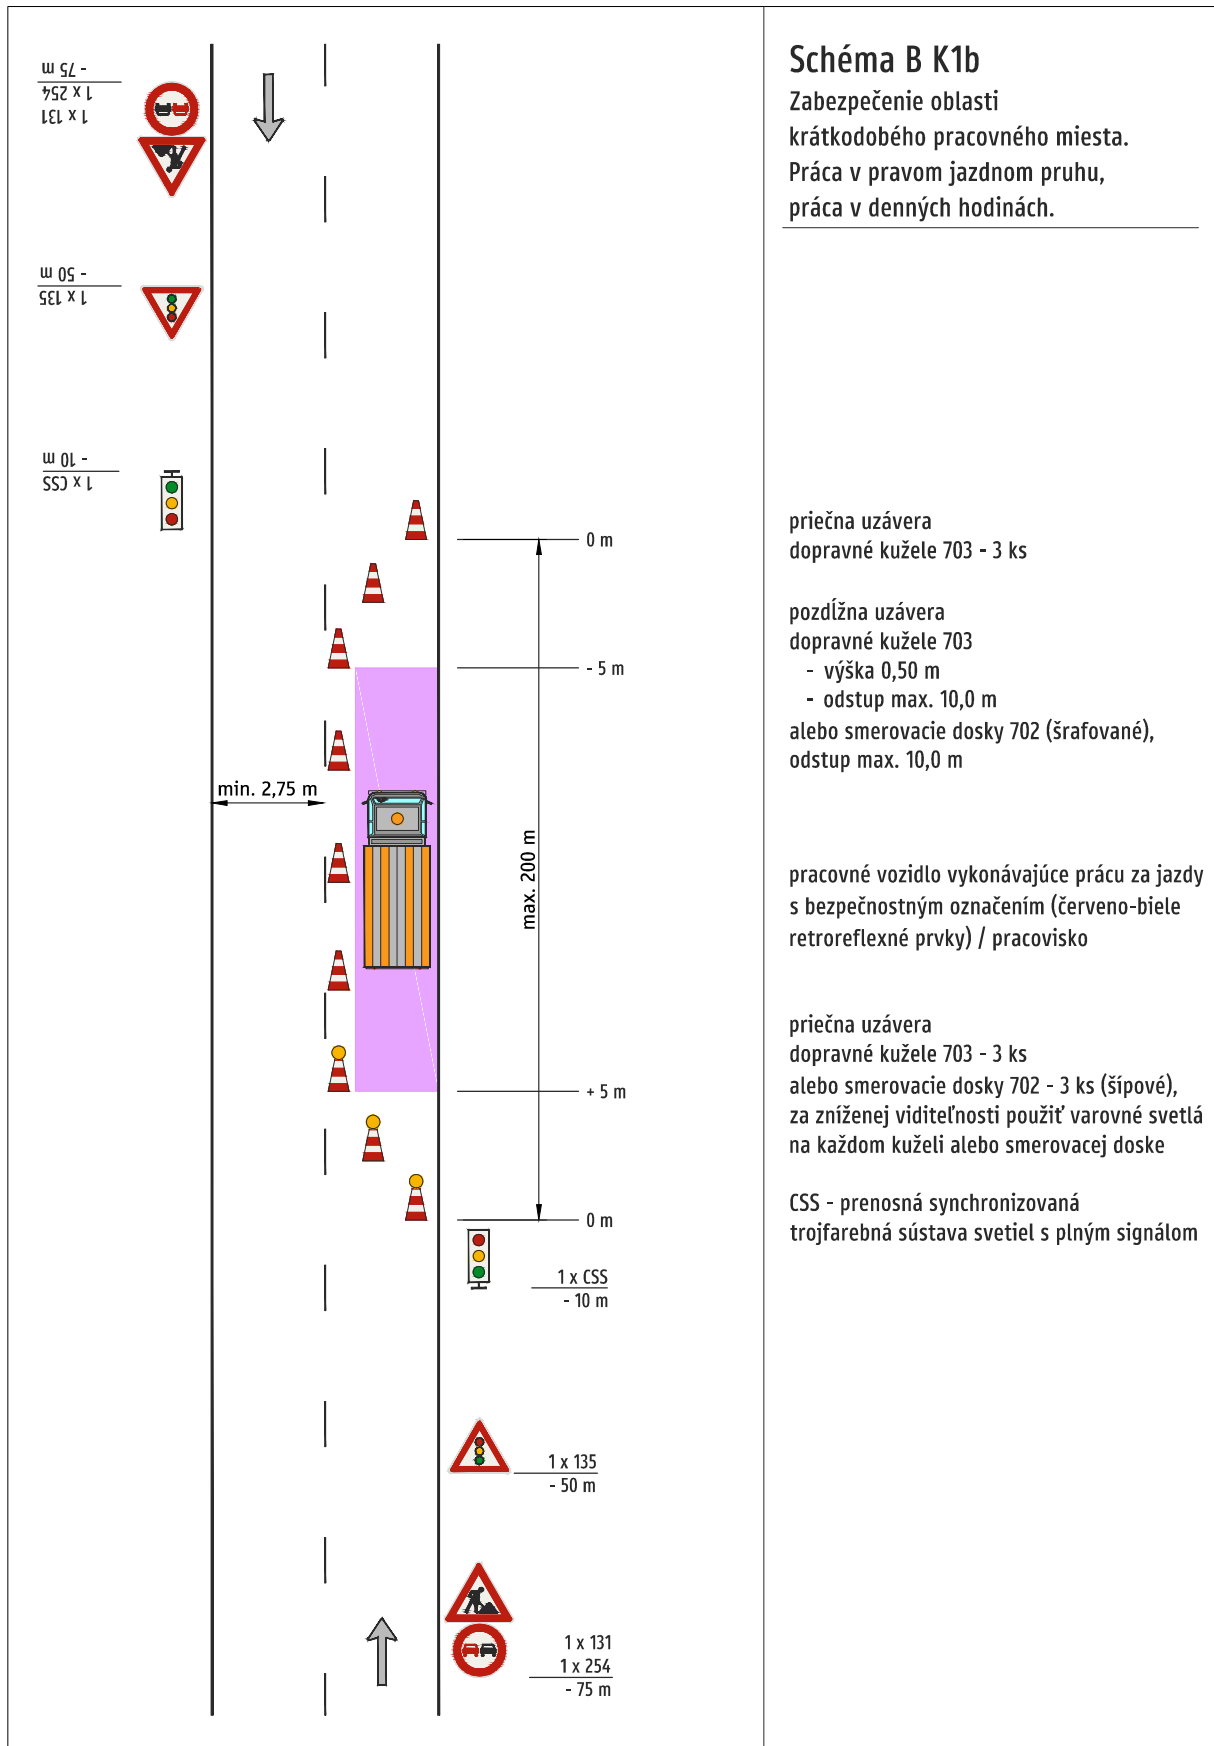 Schéma B K1b
Zabezpečenie oblasti
krátkodobého pracovného miesta.
Práca v pravom jazdnom pruhu,
práca v denných hodinách.
1 x 131
1 x 254
- 75 m
1 x 135
- 50 m
1 x CSS
- 10 m
0 m
- 5 m
min. 2,75 m
max. 200 m
+ 5 m
0 m
1 x CSS
- 10 m
1 x 135
- 50 m
1 x 131
1 x 254
- 75 m
priečna uzávera
dopravné kužele 703 - 3 ks
pozdĺžna uzávera
dopravné kužele 703
- výška 0,50 m
- odstup max. 10,0 m
alebo smerovacie dosky 702 (šrafované),
odstup max. 10,0 m
pracovné vozidlo vykonávajúce prácu za jazdy
s bezpečnostným označením (červeno-biele
retroreflexné prvky) / pracovisko
priečna uzávera
dopravné kužele 703 - 3 ks
alebo smerovacie dosky 702 - 3 ks (šípové),
za zníženej viditeľnosti použiť varovné svetlá
na každom kuželi alebo smerovacej doske
CSS - prenosná synchronizovaná
trojfarebná sústava svetiel s plným signálom